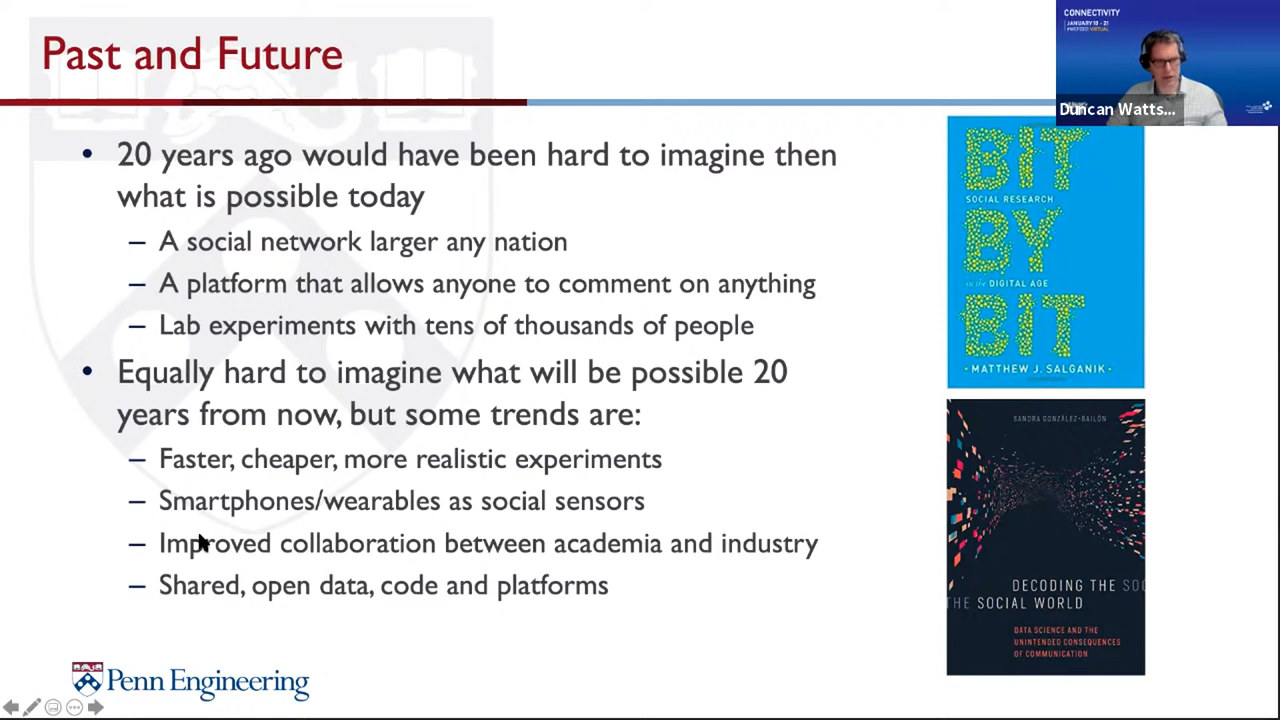 Past and Future
CONNECTIVITY
JANUARY 18 - 21
VIRTUAL
Duncan Watts...
• 20 years ago would have been hard to imagine then
what is possible today
– A social network larger any nation
– A platform that allows anyone to comment on anything
– Lab experiments with tens of thousands of people
• Equally hard to imagine what will be possible 20
years from now, but some trends are:
– Faster, cheaper, more realistic experiments
– Smartphones/wearables as social sensors
– Improved collaboration between academia and industry
– Shared, open data, code and platforms
BIT
SOCIAL RESEARCH
BY
in the DIGITAL AGE
BIT
MATTHEW J. SALGANIK
SANDRA GONZÁLEZ-BAILÓN
DECODING THE SOC
THE SOCIAL WORLD
DATA SCIENCE AND THE
UNINTENDED CONSEQUENCES
OF COMMUNICATION
Penn Engineering